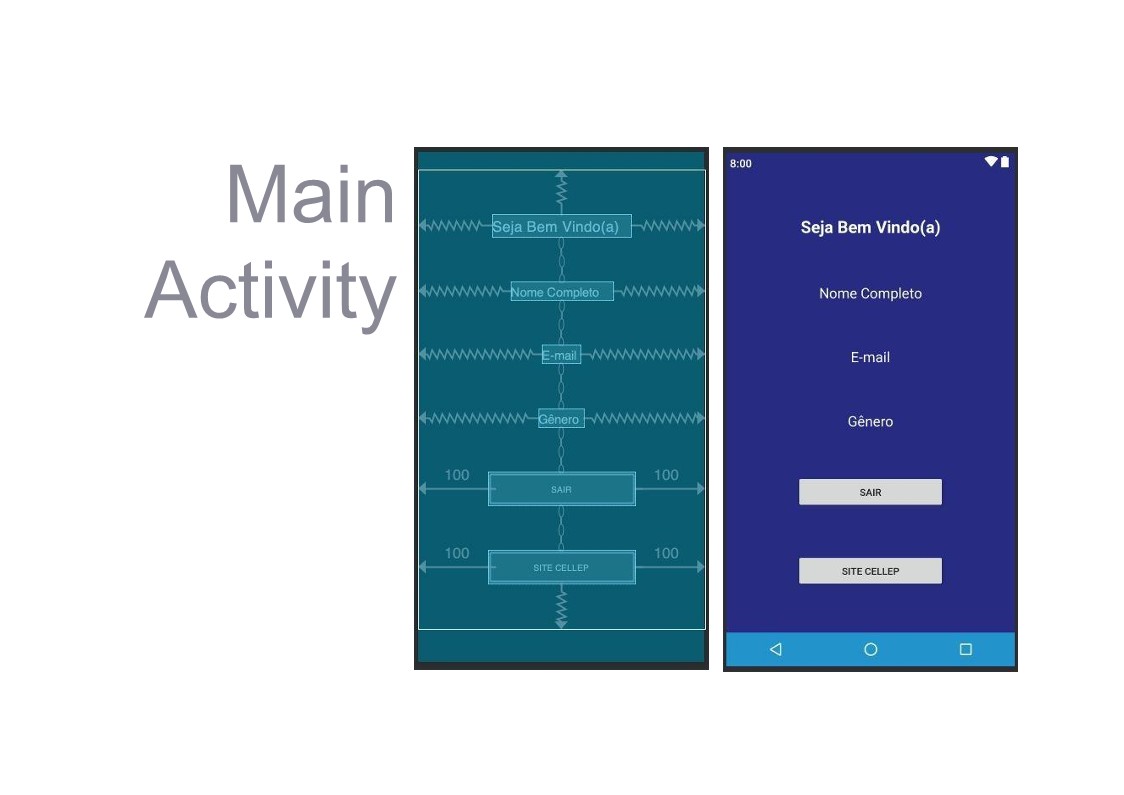 Main
Activity
Seja Bem Vindo(a)
Nome Completo
E-mail
Gênero
100
100
SAIR
100
100
SITE CELLEP
8:00
Seja Bem Vindo(a)
Nome Completo
E-mail
Gênero
SAIR
SITE CELLEP